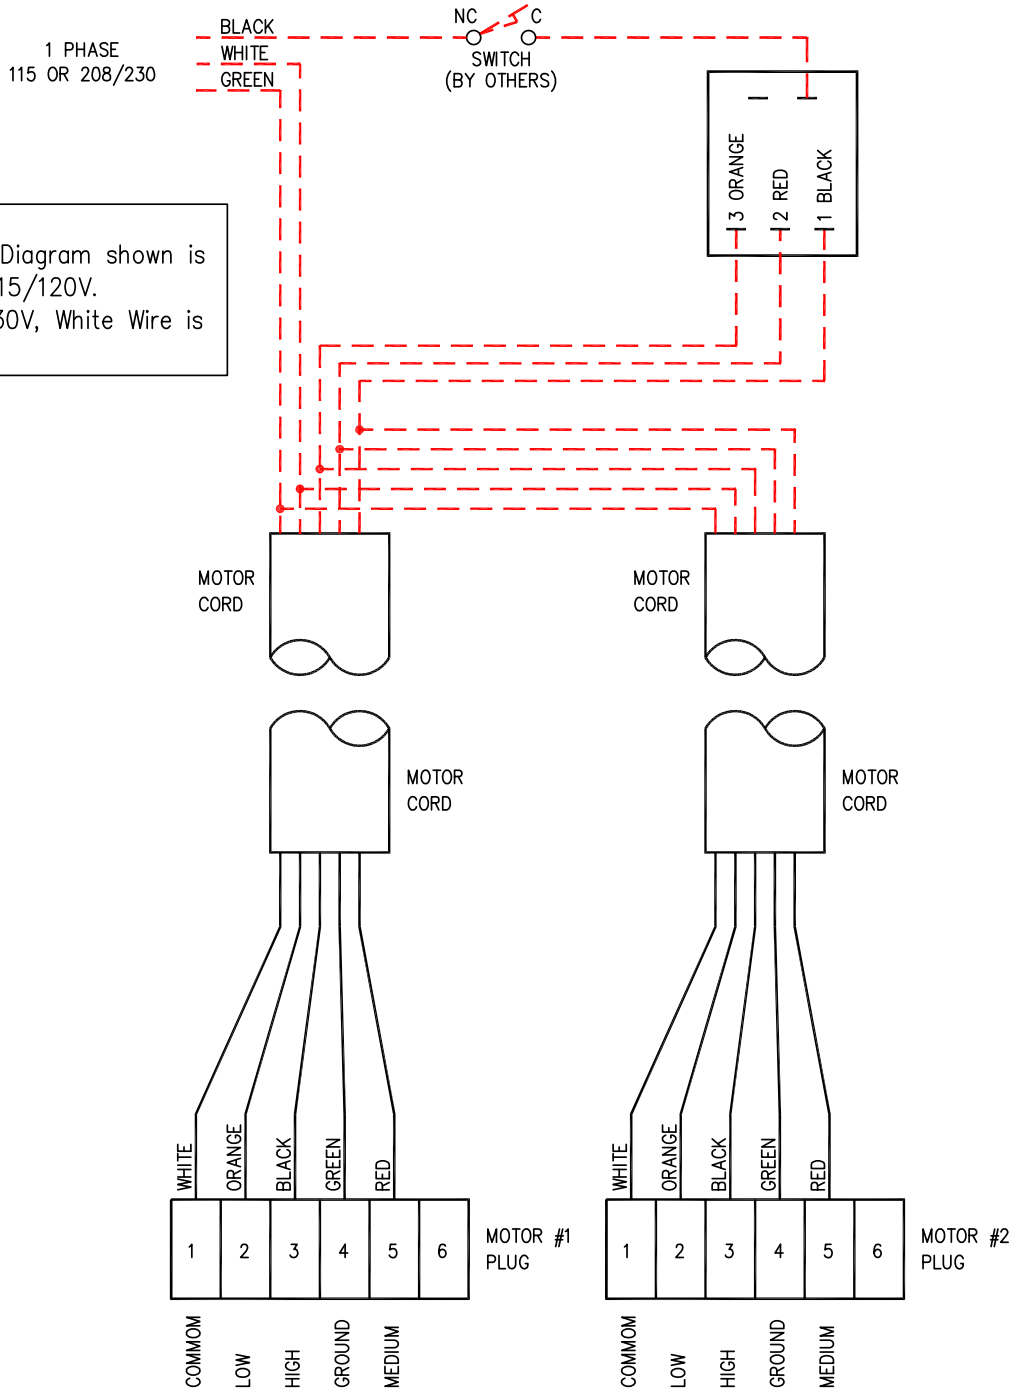 BLACK
WHITE
GREEN
1 PHASE
115 OR 208/230
NC
C
SWITCH
(BY OTHERS)
3 ORANGE
2 RED
1 BLACK
Diagram shown is
15/120V.
30V, White Wire is
MOTOR
CORD
MOTOR
CORD
MOTOR
CORD
MOTOR
CORD
WHITE
ORANGE
BLACK
GREEN
RED
WHITE
ORANGE
BLACK
GREEN
RED
1 2 3 4 5 6
MOTOR #1
PLUG
1 2 3 4 5 6
MOTOR #2
PLUG
COMMOM
LOW
HIGH
GROUND
MEDIUM
COMMOM
LOW
HIGH
GROUND
MEDIUM